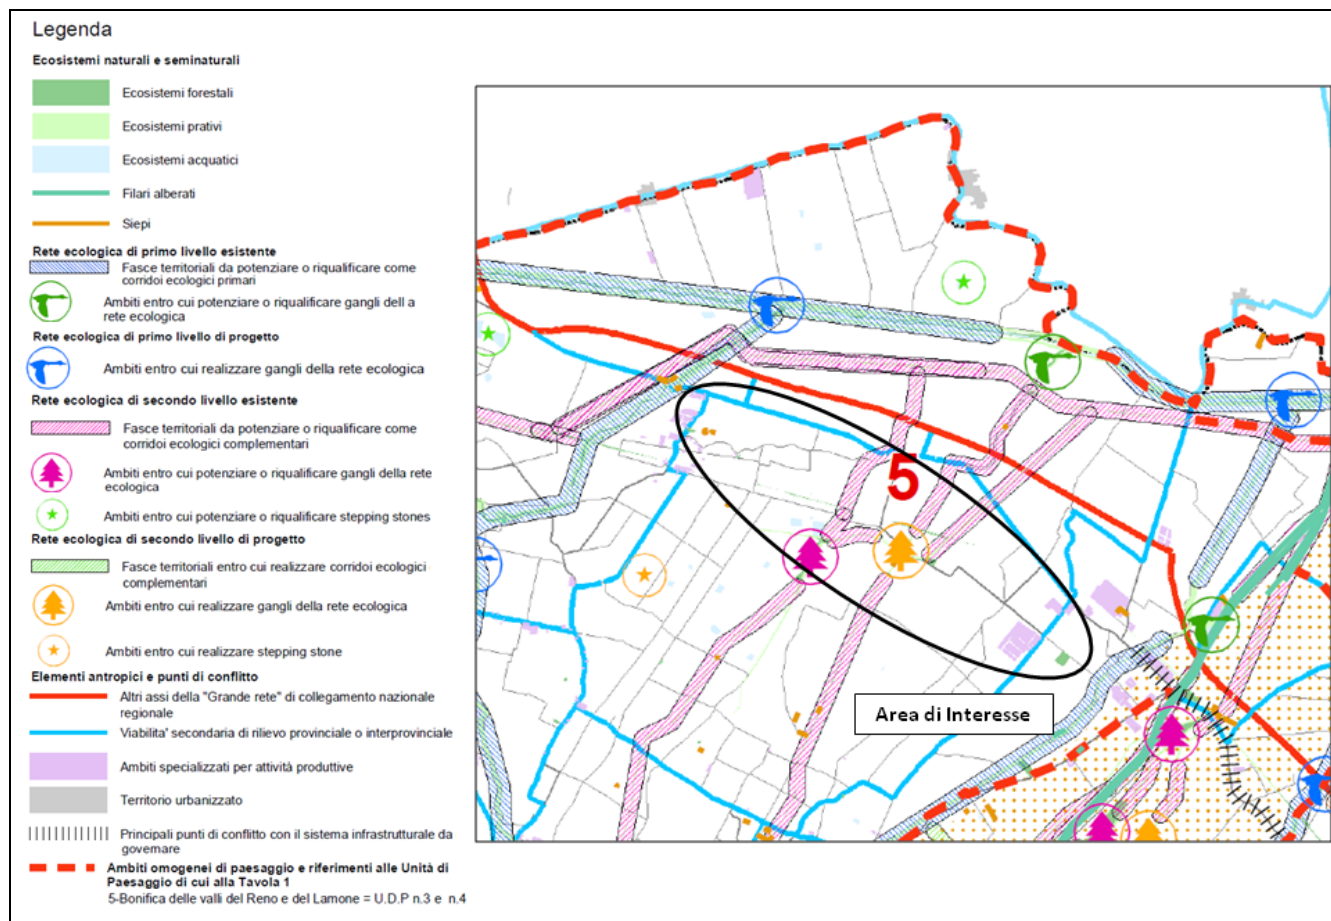 Legenda
Ecosistemi naturali e seminaturali
Ecosistemi forestali
Ecosistemi prativi
Ecosistemi acquatici
Filari alberati
Siepi
Rete ecologica di primo livello esistente
Fasce territoriali da potenziare o riqualificare come
corridoi ecologici primari
Ambiti entro cui potenziare o riqualificare gangli dell a
rete ecologica
Rete ecologica di primo livello di progetto
Ambiti entro cui realizzare gangli della rete ecologica
Rete ecologica di secondo livello esistente
Fasce territoriali da potenziare o riqualificare come
corridoi ecologici complementari
Ambiti entro cui potenziare o riqualificare gangli della rete
ecologica
Ambiti entro cui potenziare o riqualificare stepping stones
Rete ecologica di secondo livello di progetto
Fasce territoriali entro cui realizzare corridoi ecologici
complementari
Ambiti entro cui realizzare gangli della rete ecologica
Ambiti entro cui realizzare stepping stone
Elementi antropici e punti di conflitto
Altri assi della "Grande rete" di collegamento nazionale
regionale
Viabilita' secondaria di rilievo provinciale o interprovinciale
Ambiti specializzati per attività produttive
Territorio urbanizzato
Principali punti di conflitto con il sistema infrastrutturale da
governare
Ambiti omogenei di paesaggio e riferimenti alle Unità di
Paesaggio di cui alla Tavola 1
5-Bonifica delle valli del Reno e del Lamone = U.D.P n.3 e n.4
5
Area di Interesse